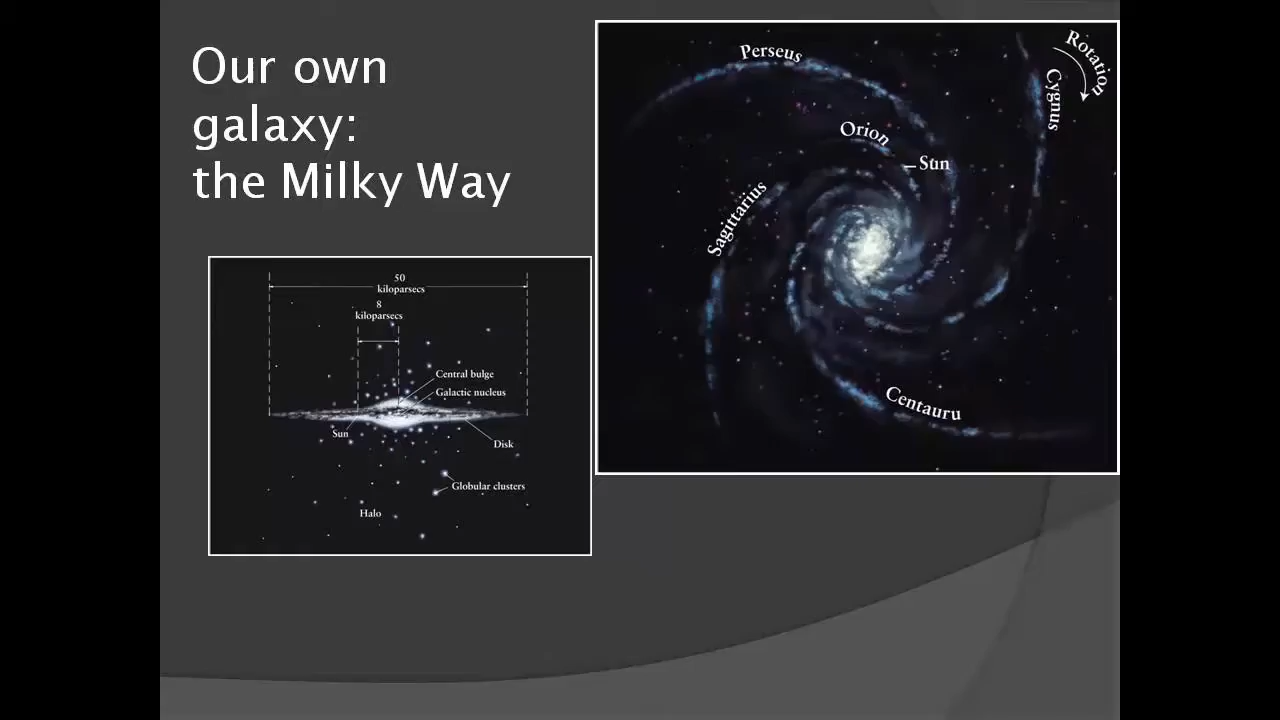 Our own
galaxy:
the Milky Way
50
kiloparsecs
8
kiloparsecs
Central bulge
Galactic nucleus
Sun
Disk
Globular clusters
Halo
Perseus
Rotation
Cygnus
Orion
Sun
Sagittarius
Centauru